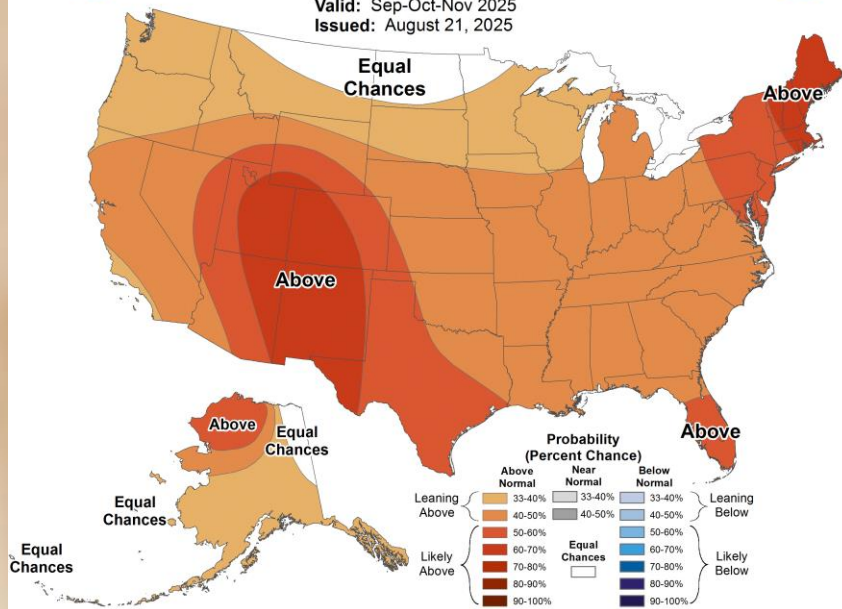 Valid: Sep-Oct-Nov 2025
Issued: August 21, 2025
Equal
Chances
Above
Above
Above
Above
Equal
Chances
Equal
Chances
Equal
Chances
Probability
(Percent Chance)
Above
Normal
Near
Normal
Below
Normal
Leaning
Above
33-40%
40-50%
33-40%
40-50%
33-40%
40-50%
Leaning
Below
Likely
Above
50-60%
60-70%
70-80%
80-90%
90-100%
Equal
Chances
50-60%
60-70%
70-80%
80-90%
90-100%
Likely
Below